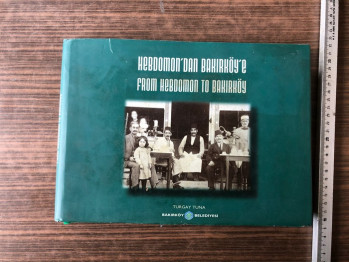 HEBDOMON'DAN BAKIRKÖY'E
FROM HEBDOMON TO BAKIRKÖY
TURGAY TUNA
BAKIRKÖY BELEDİYESİ